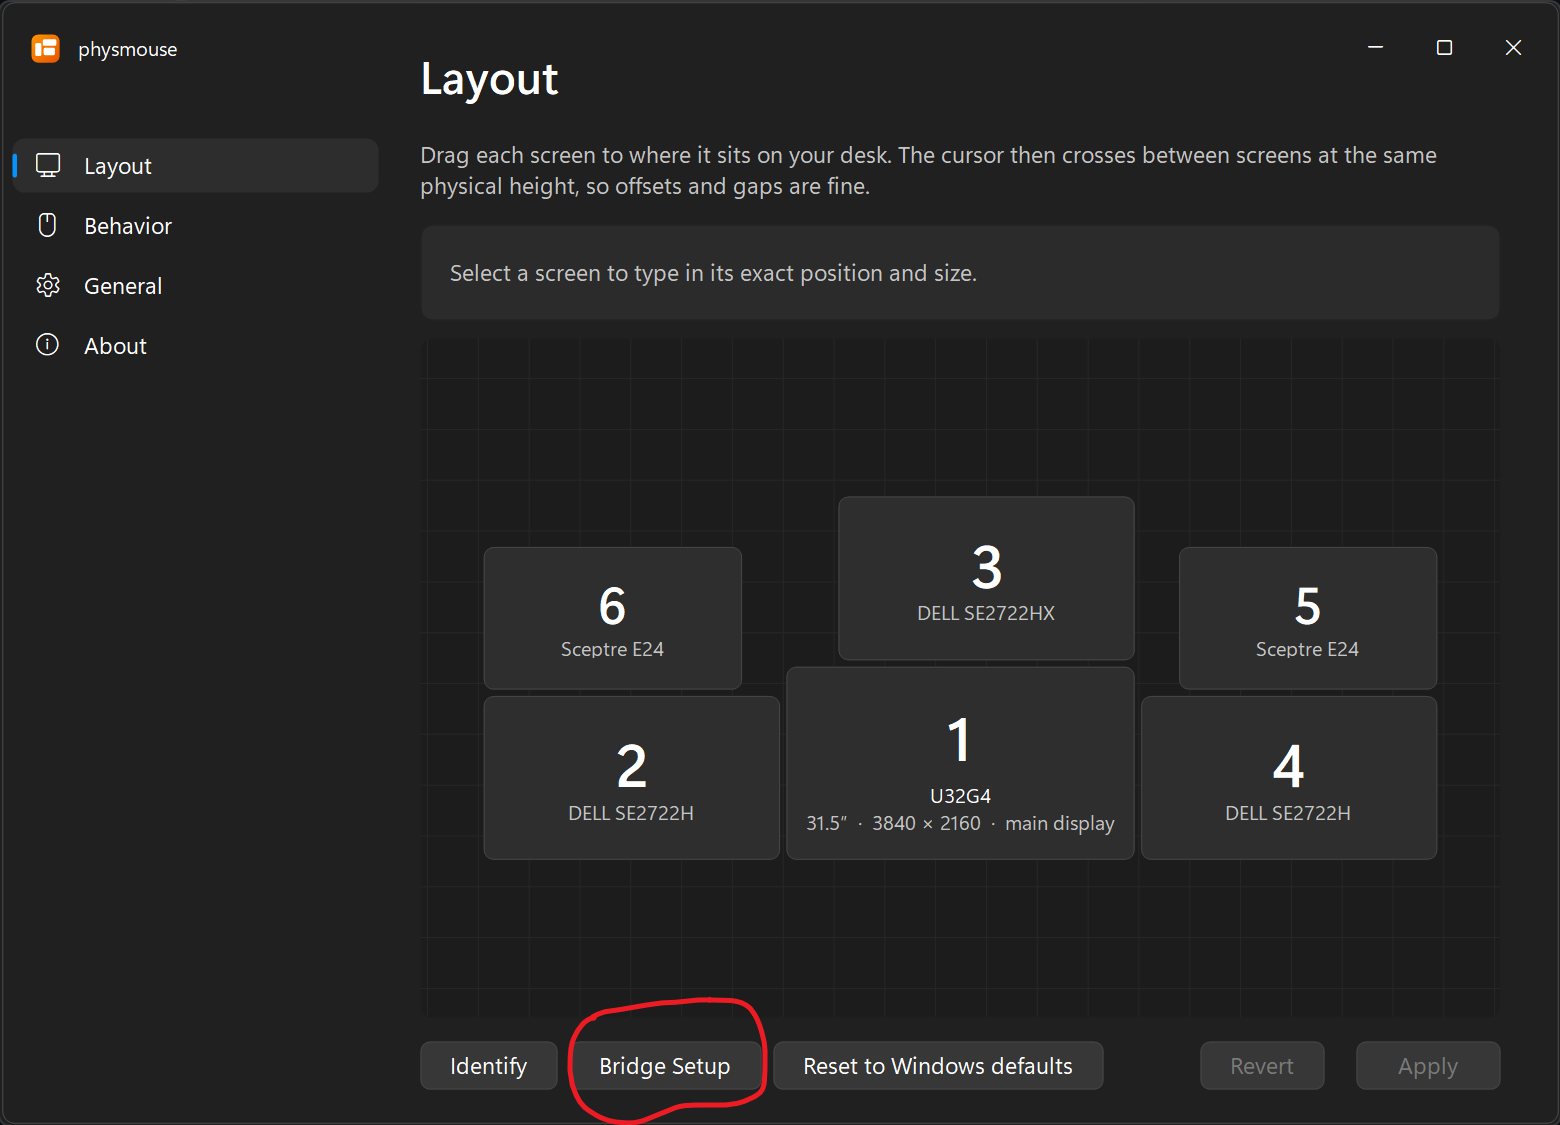 physmouse
Layout
Layout
Behavior
General
About
Drag each screen to where it sits on your desk. The cursor then crosses between screens at the same
physical height, so offsets and gaps are fine.
Select a screen to type in its exact position and size.
3
DELL SE2722HX
6
Sceptre E24
5
Sceptre E24
2
DELL SE2722H
1
U32G4
31.5″ · 3840 × 2160 · main display
4
DELL SE2722H
Identify
Bridge Setup
Reset to Windows defaults
Revert
Apply